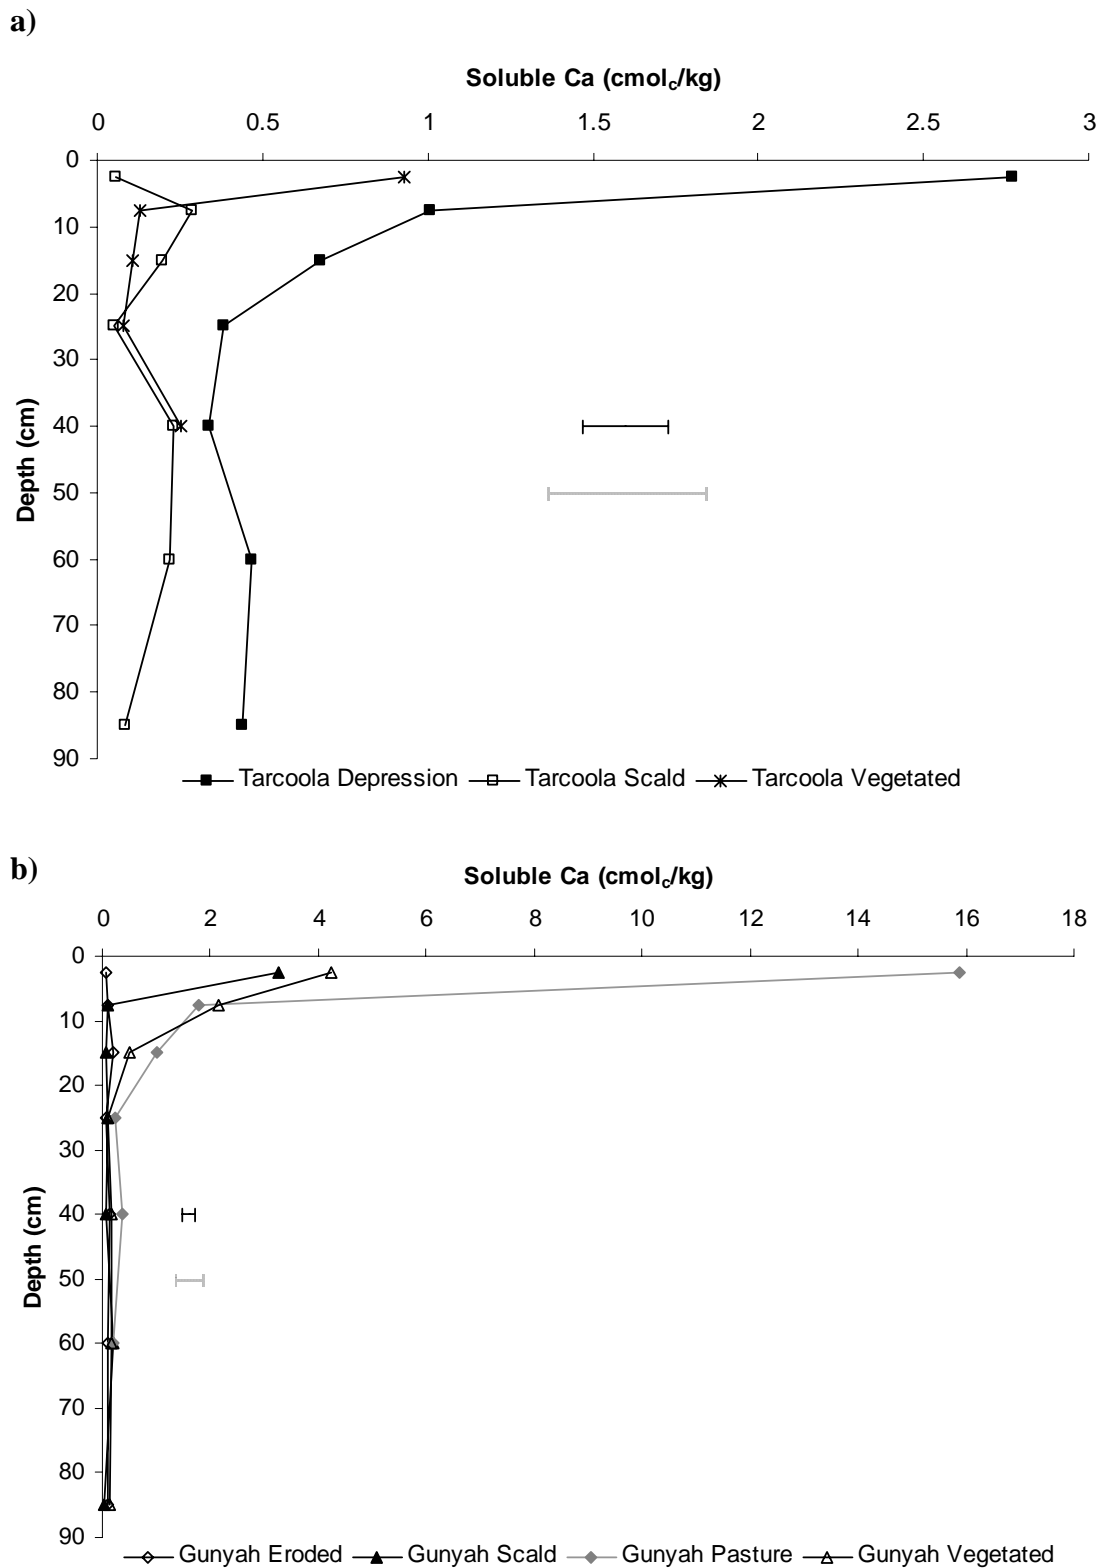 a)
Soluble Ca (cmolc/kg)
0 0.5 1 1.5 2 2.5 3
0
10
20
30
40
50
60
70
80
90
Depth (cm)
Tarcoola Depression Tarcoola Scald Tarcoola Vegetated
b)
Soluble Ca (cmolc/kg)
0 2 4 6 8 10 12 14 16 18
0
10
20
30
40
50
60
70
80
90
Depth (cm)
Gunyah Eroded Gunyah Scald Gunyah Pasture Gunyah Vegetated